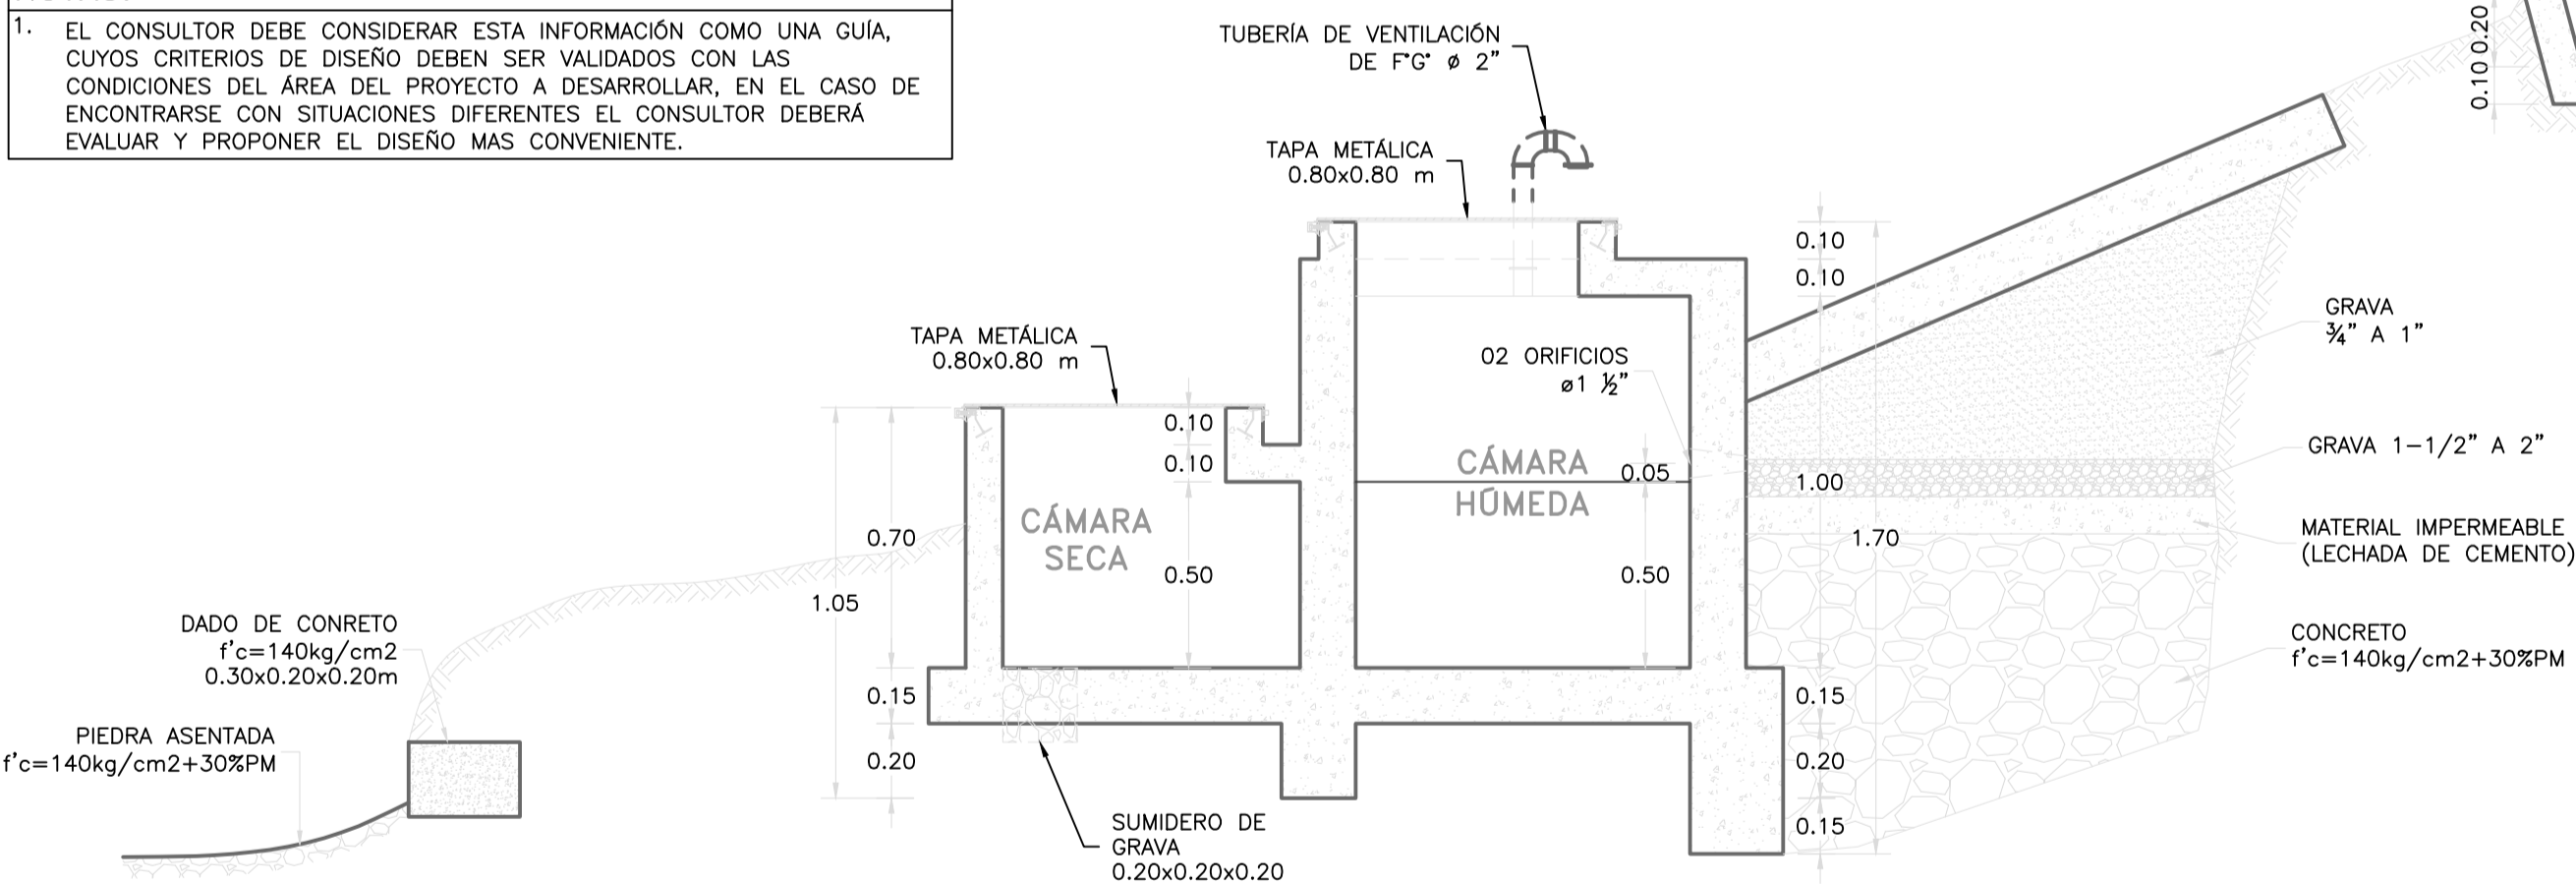 1. EL CONSULTOR DEBE CONSIDERAR ESTA INFORMACIÓN COMO UNA GUÍA,
CUYOS CRITERIOS DE DISEÑO DEBEN SER VALIDADOS CON LAS
CONDICIONES DEL ÁREA DEL PROYECTO A DESARROLLAR, EN EL CASO DE
ENCONTRARSE CON SITUACIONES DIFERENTES EL CONSULTOR DEBERÁ
EVALUAR Y PROPONER EL DISEÑO MAS CONVENIENTE.
TUBERÍA DE VENTILACIÓN
DE F°G° ø 2”
TAPA METÁLICA
0.80x0.80 m
0.20
0.10
0.10
0.10
1.00
1.70
0.15
0.20
0.15
GRAVA
¾” A 1”
GRAVA 1-1/2” A 2”
MATERIAL IMPERMEABLE
(LECHADA DE CEMENTO)
CONCRETO
f'c=140kg/cm2+30%PM
02 ORIFICIOS
ø1 ½”
CÁMARA
HÚMEDA
0.05
0.50
TAPA METÁLICA
0.80x0.80 m
0.10
0.10
0.50
CÁMARA
SECA
0.70
1.05
0.15
0.20
DADO DE CONRETO
f'c=140kg/cm2
0.30x0.20x0.20m
PIEDRA ASENTADA
f'c=140kg/cm2+30%PM
SUMIDERO DE
GRAVA
0.20x0.20x0.20